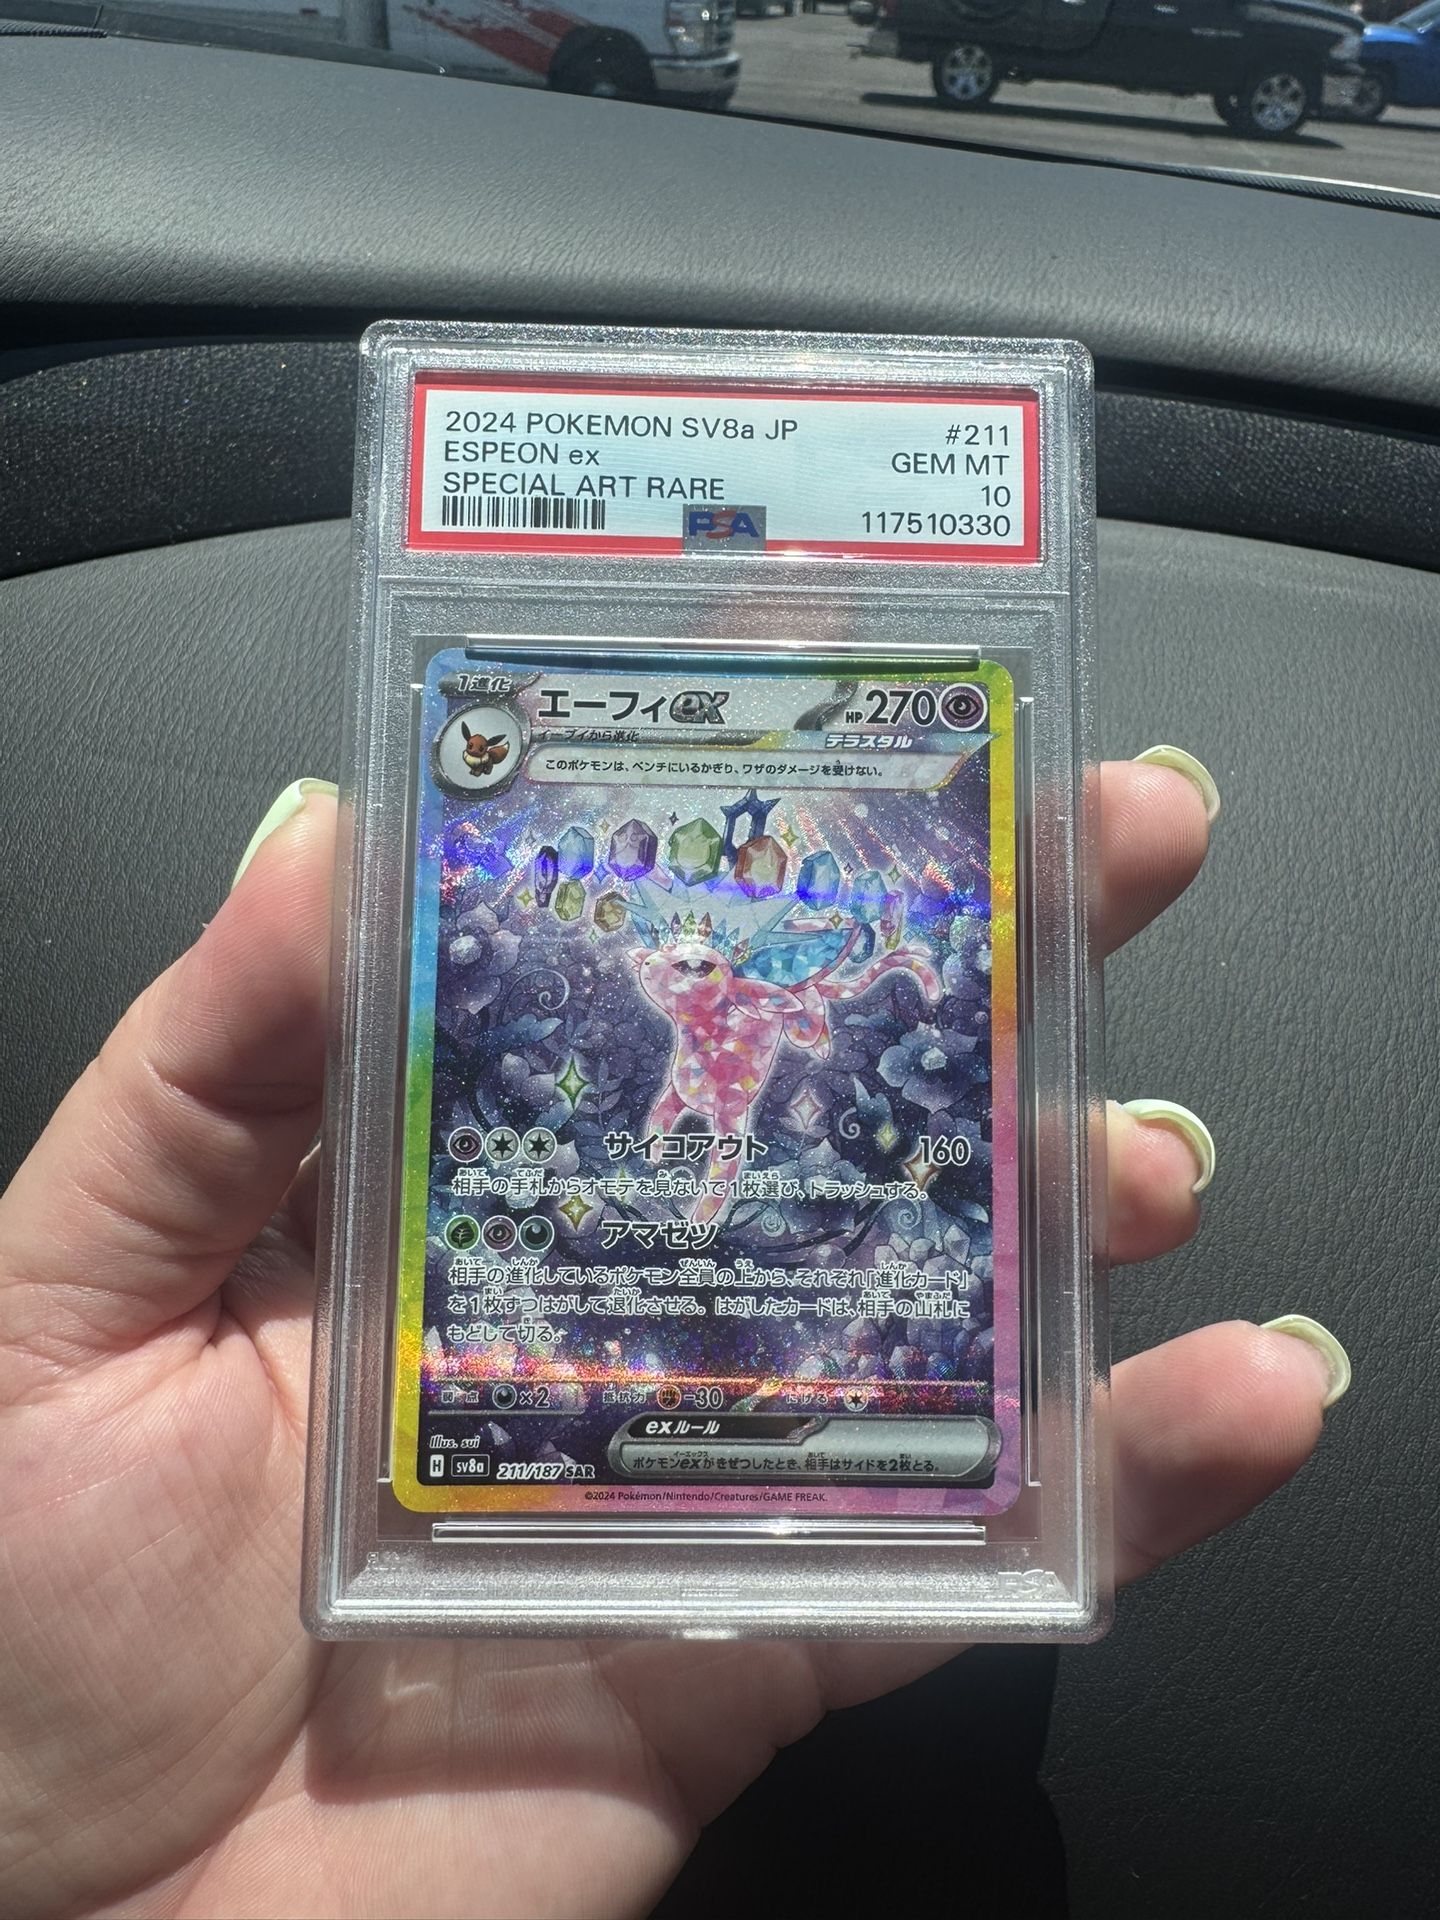 2024 POKEMON SV8a JP #211
ESPEON ex GEM MT
SPECIAL ART RARE 10
PSA 117510330
1進化 エーフィex HP270
イーブイから進化 テラスタル
このポケモンは、ベンチにいるかぎり、ワザのダメージを受けない。
サイコアウト 160
相手の手札からオモテを見ないで1枚選び、トラッシュする。
アマゼツ
相手の進化しているポケモン全員の上から、それぞれ「進化カード」
を1枚ずつはがして退化させる。はがしたカードは、相手の山札に
もどして切る。
弱点 ×2 抵抗力 -30 にげる
exルール
ポケモンexがきぜつしたとき、相手はサイドを2枚とる。
Illus. sui
H sv8a 211/187 SAR
©2024 Pokémon/Nintendo/Creatures/GAME FREAK.
PSA